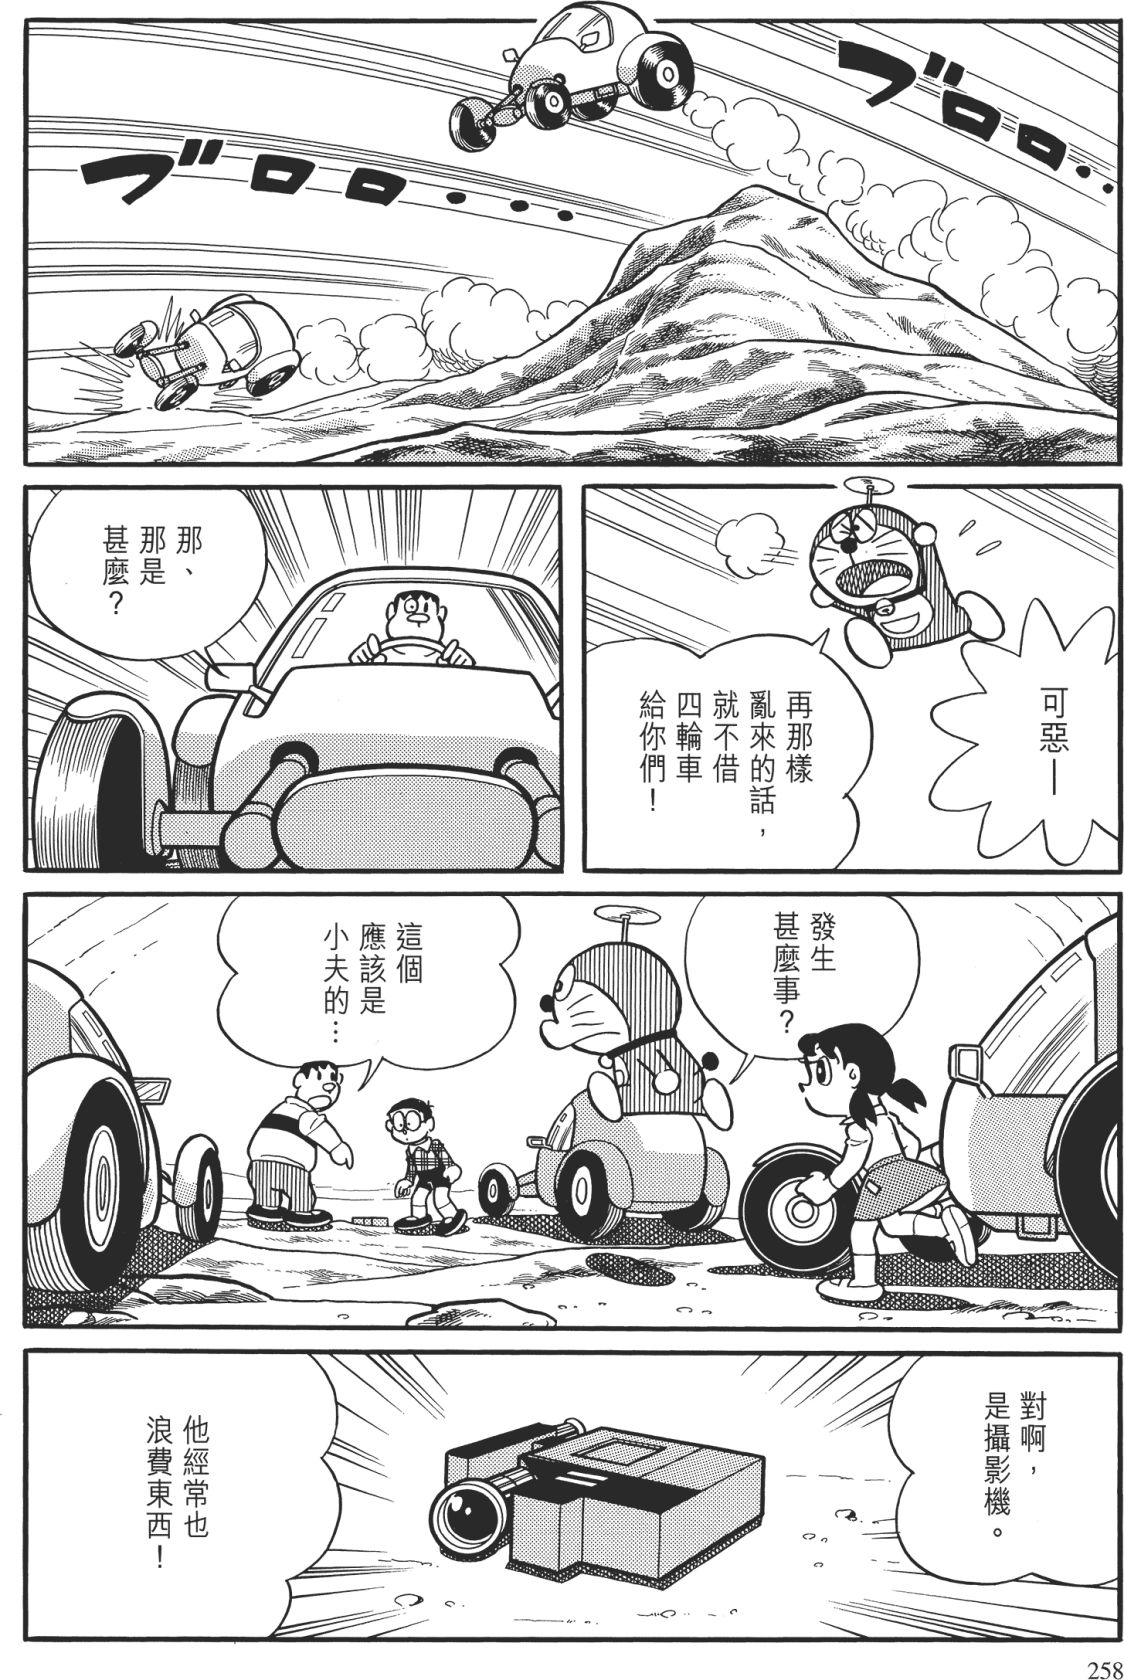 ブロロ・・・
ブロロ・・・
可惡—
再那樣
亂來的話，
就不借
四輪車
給你們！
那、
那是
甚麼？
發生
甚麼事？
這個
應該是
小夫的…
對啊，
是攝影機。
他經常也
浪費東西！
258